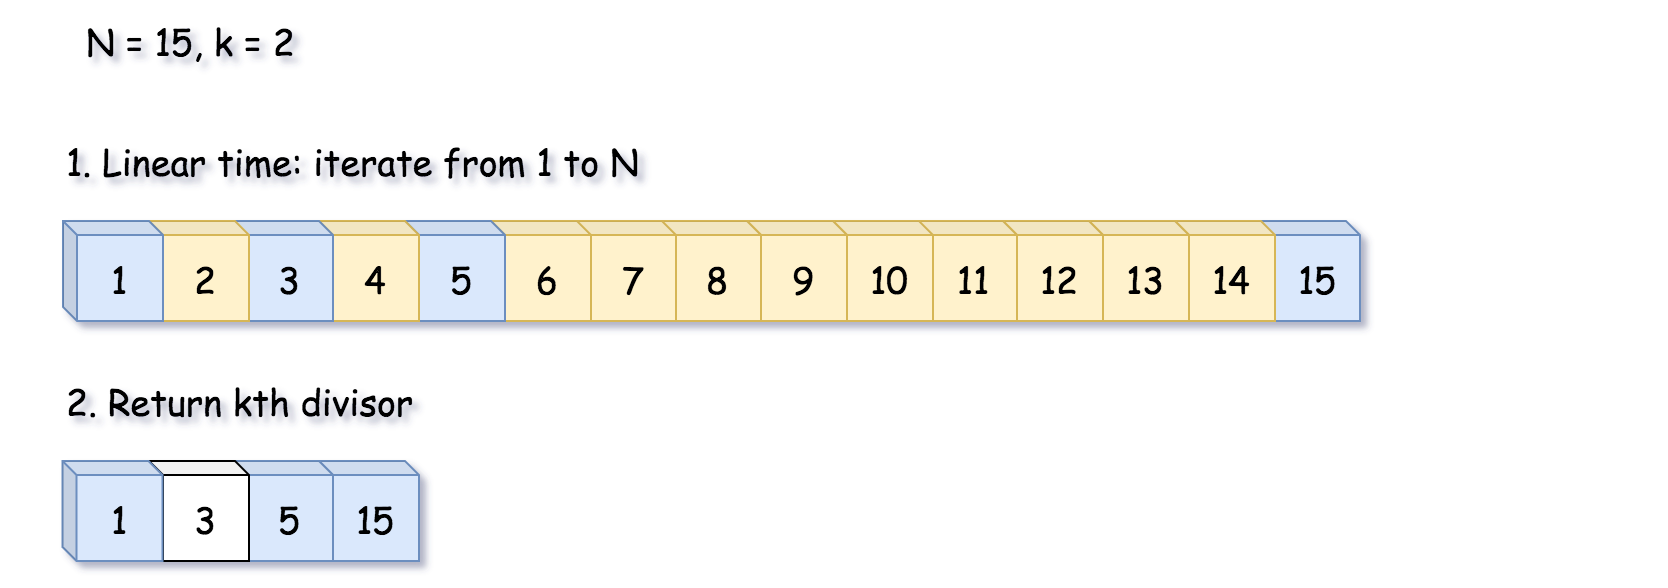 N = 15, k = 2
1. Linear time: iterate from 1 to N
1 2 3 4 5 6 7 8 9 10 11 12 13 14 15
2. Return kth divisor
1 3 5 15